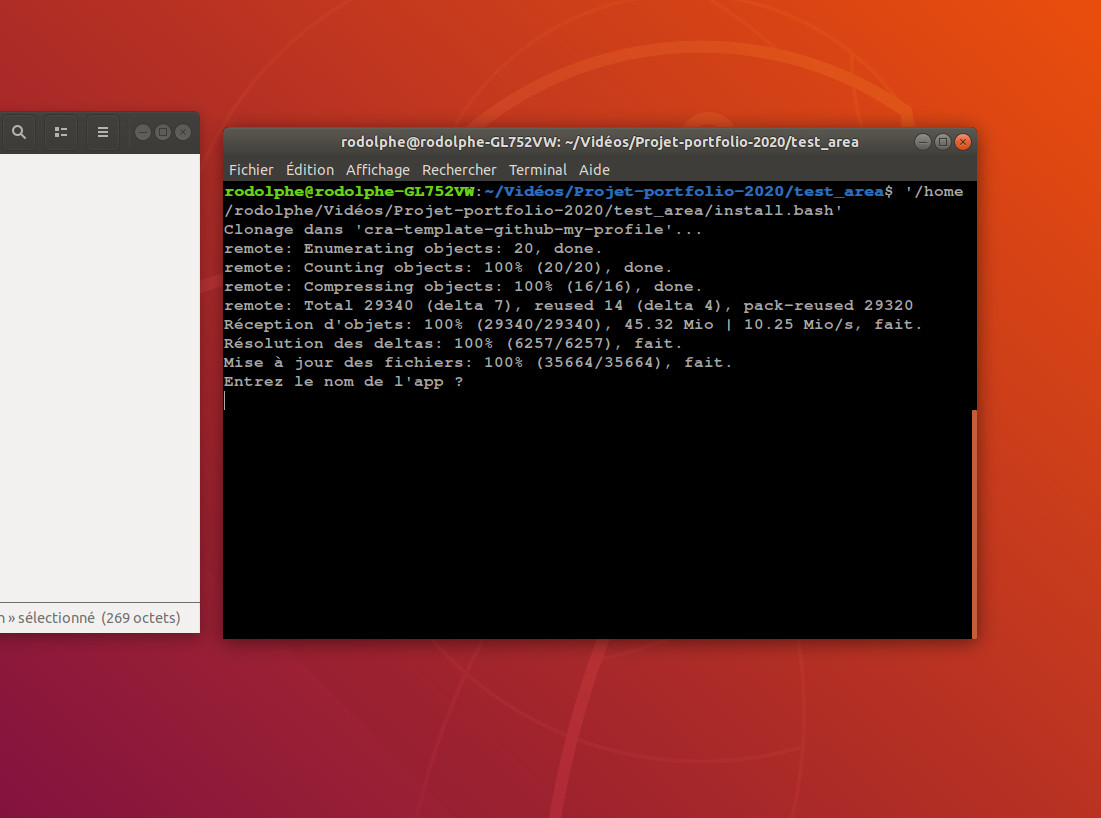 rodolphe@rodolphe-GL752VW: ~/Vidéos/Projet-portfolio-2020/test_area
Fichier Édition Affichage Rechercher Terminal Aide
rodolphe@rodolphe-GL752VW:~/Vidéos/Projet-portfolio-2020/test_area$ '/home
/rodolphe/Vidéos/Projet-portfolio-2020/test_area/install.bash'
Clonage dans 'cra-template-github-my-profile'...
remote: Enumerating objects: 20, done.
remote: Counting objects: 100% (20/20), done.
remote: Compressing objects: 100% (16/16), done.
remote: Total 29340 (delta 7), reused 14 (delta 4), pack-reused 29320
Réception d'objets: 100% (29340/29340), 45.32 Mio | 10.25 Mio/s, fait.
Résolution des deltas: 100% (6257/6257), fait.
Mise à jour des fichiers: 100% (35664/35664), fait.
Entrez le nom de l'app ?
» sélectionné (269 octets)